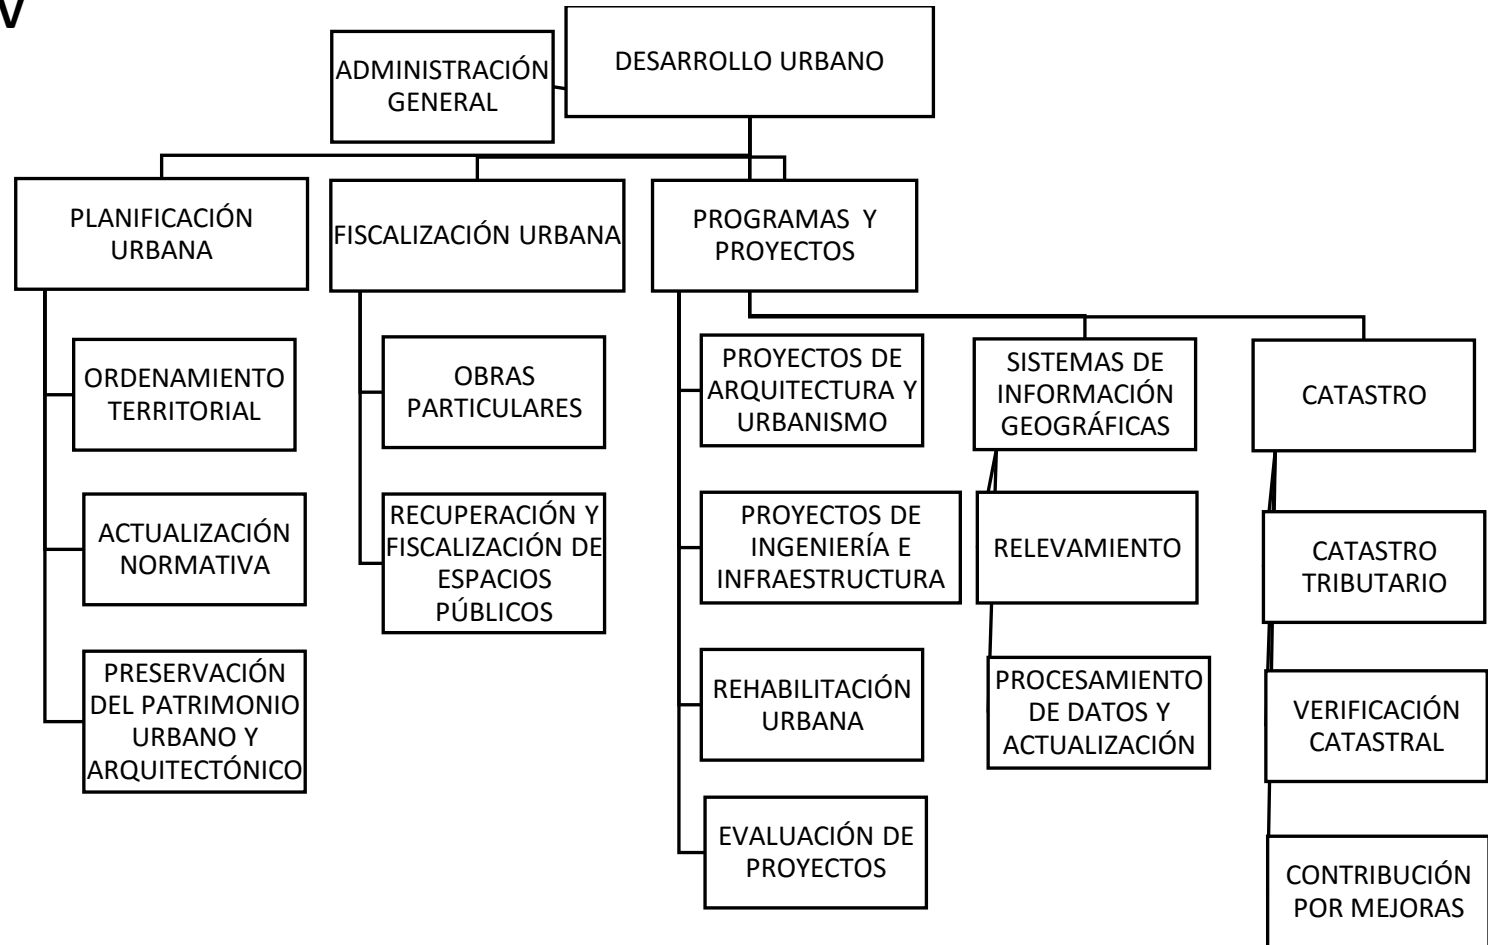 ADMINISTRACIÓN
GENERAL
DESARROLLO URBANO
PLANIFICACIÓN
URBANA
FISCALIZACIÓN URBANA
PROGRAMAS Y
PROYECTOS
ORDENAMIENTO
TERRITORIAL
ACTUALIZACIÓN
NORMATIVA
PRESERVACIÓN
DEL PATRIMONIO
URBANO Y
ARQUITECTÓNICO
OBRAS
PARTICULARES
RECUPERACIÓN Y
FISCALIZACIÓN DE
ESPACIOS
PÚBLICOS
PROYECTOS DE
ARQUITECTURA Y
URBANISMO
PROYECTOS DE
INGENIERÍA E
INFRAESTRUCTURA
REHABILITACIÓN
URBANA
EVALUACIÓN DE
PROYECTOS
SISTEMAS DE
INFORMACIÓN
GEOGRÁFICAS
RELEVAMIENTO
PROCESAMIENTO
DE DATOS Y
ACTUALIZACIÓN
CATASTRO
CATASTRO
TRIBUTARIO
VERIFICACIÓN
CATASTRAL
CONTRIBUCIÓN
POR MEJORAS